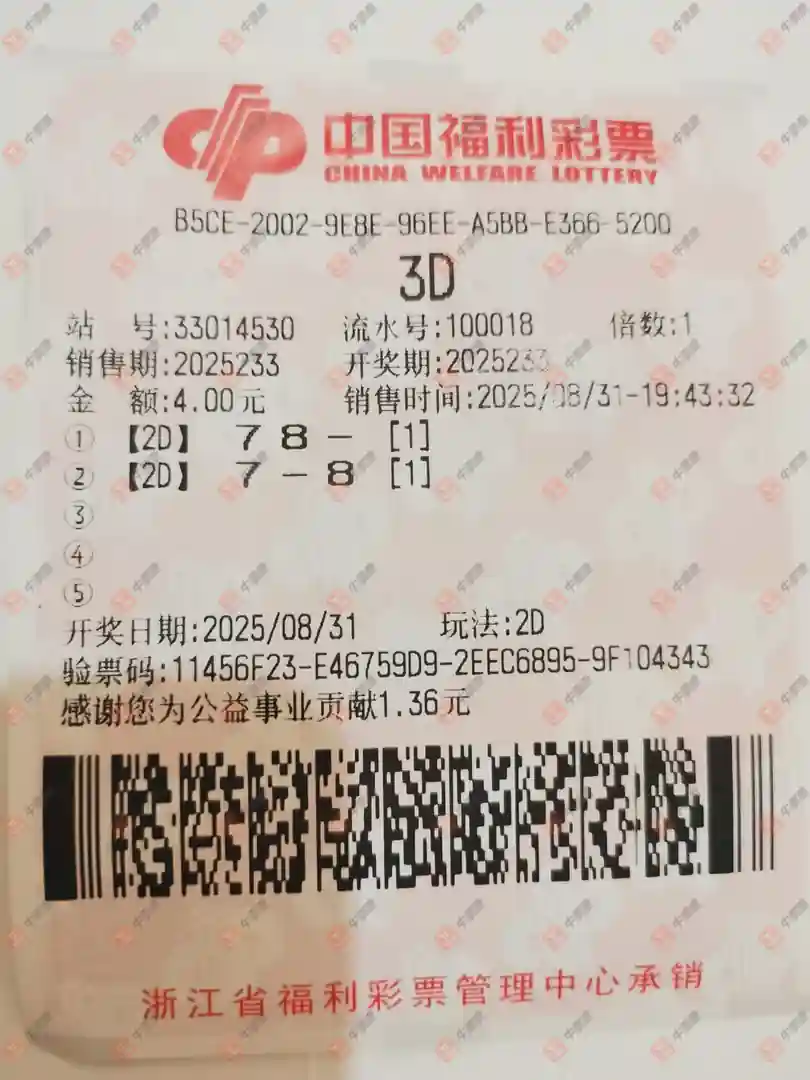 中国福利彩票
CHINA WELFARE LOTTERY
B5CE-2002-9E8E-96EE-A5BB-E366-5200
3D
站 号:33014530 流水号:100018 倍数:1
销售期:2025233 开奖期:2025233
金 额:4.00元 销售时间:2025/08/31-19:43:32
① 【2D】 7 8 - [1]
② 【2D】 7 - 8 [1]
③
④
⑤
开奖日期:2025/08/31 玩法:2D
验票码:11456F23-E46759D9-2EEC6895-9F104343
感谢您为公益事业贡献1.36元
浙江省福利彩票管理中心承销